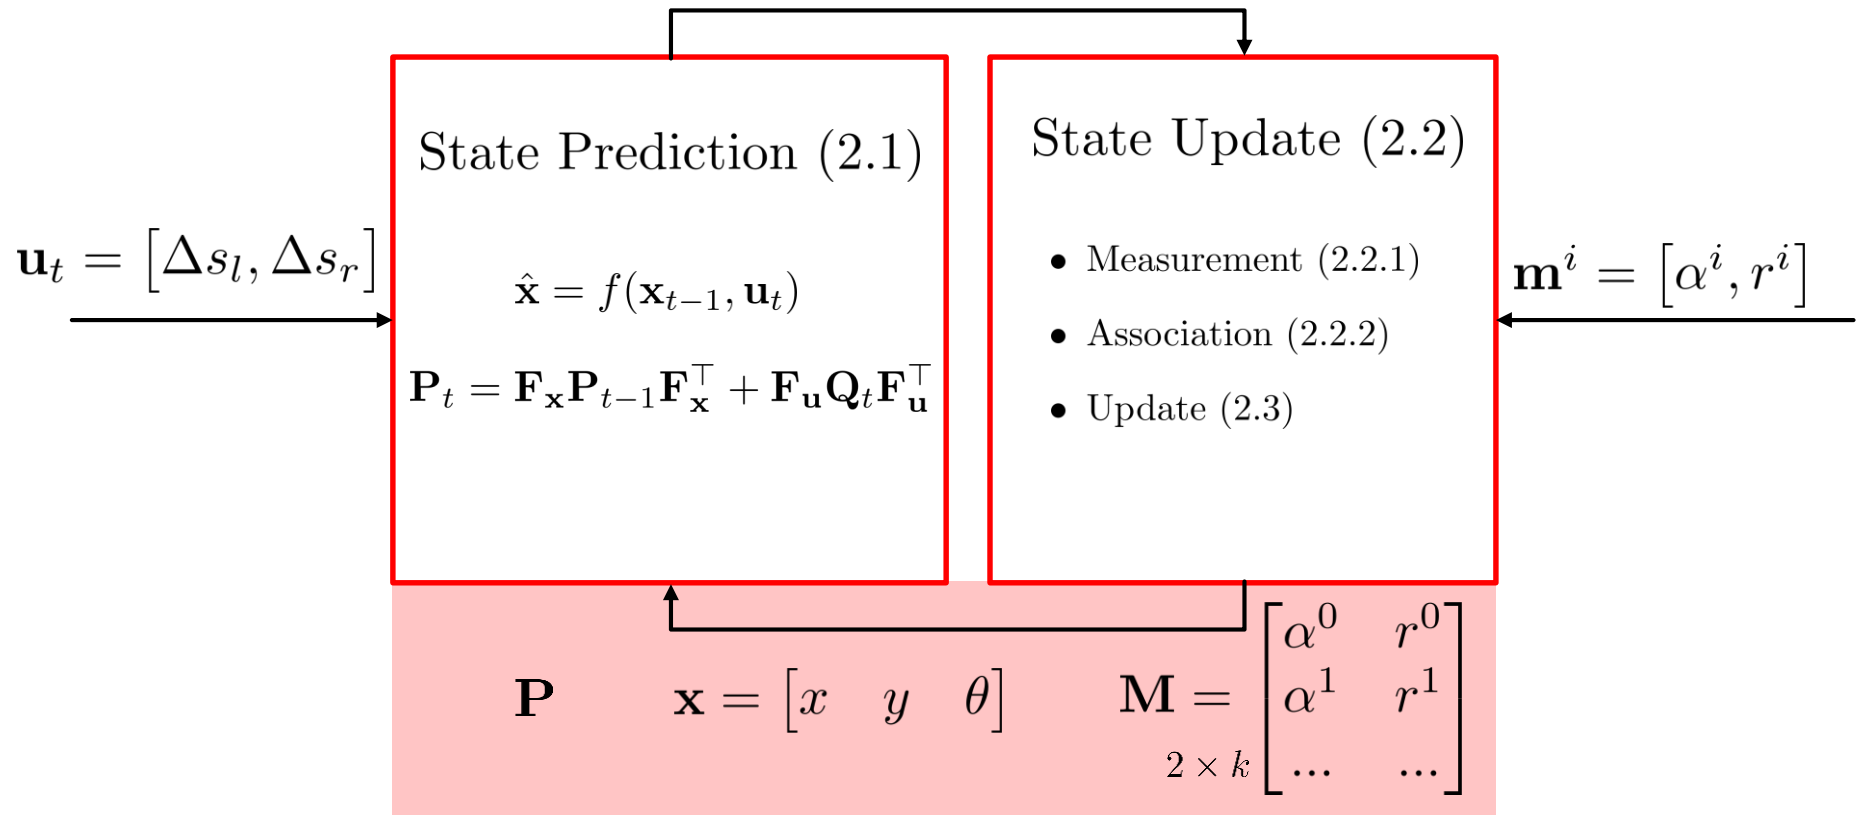 State Prediction (2.1)
x̂ = f(x_{t−1}, u_t)
P_t = F_x P_{t−1} F_x^⊤ + F_u Q_t F_u^⊤
u_t = [Δs_l, Δs_r]
State Update (2.2)
• Measurement (2.2.1)
• Association (2.2.2)
• Update (2.3)
m^i = [α^i, r^i]
P
x = [x y θ]
M =
2 × k
α^0 r^0
α^1 r^1
... ...